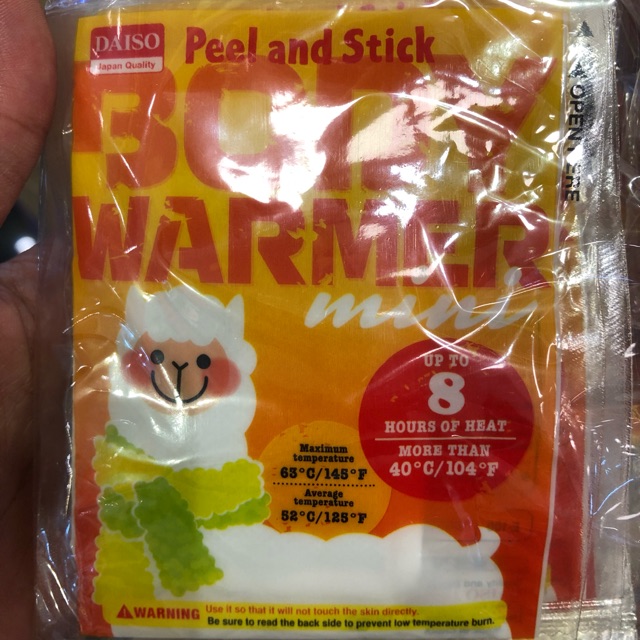 DAISO
Japan Quality
Peel and Stick
BODY
WARMER
mini
OPEN HERE
UP TO
8
HOURS OF HEAT
MORE THAN
40°C/104°F
Maximum
temperature
63°C/145°F
Average
temperature
52°C/125°F
WARNING
Use it so that it will not touch the skin directly.
Be sure to read the back side to prevent low temperature burn.